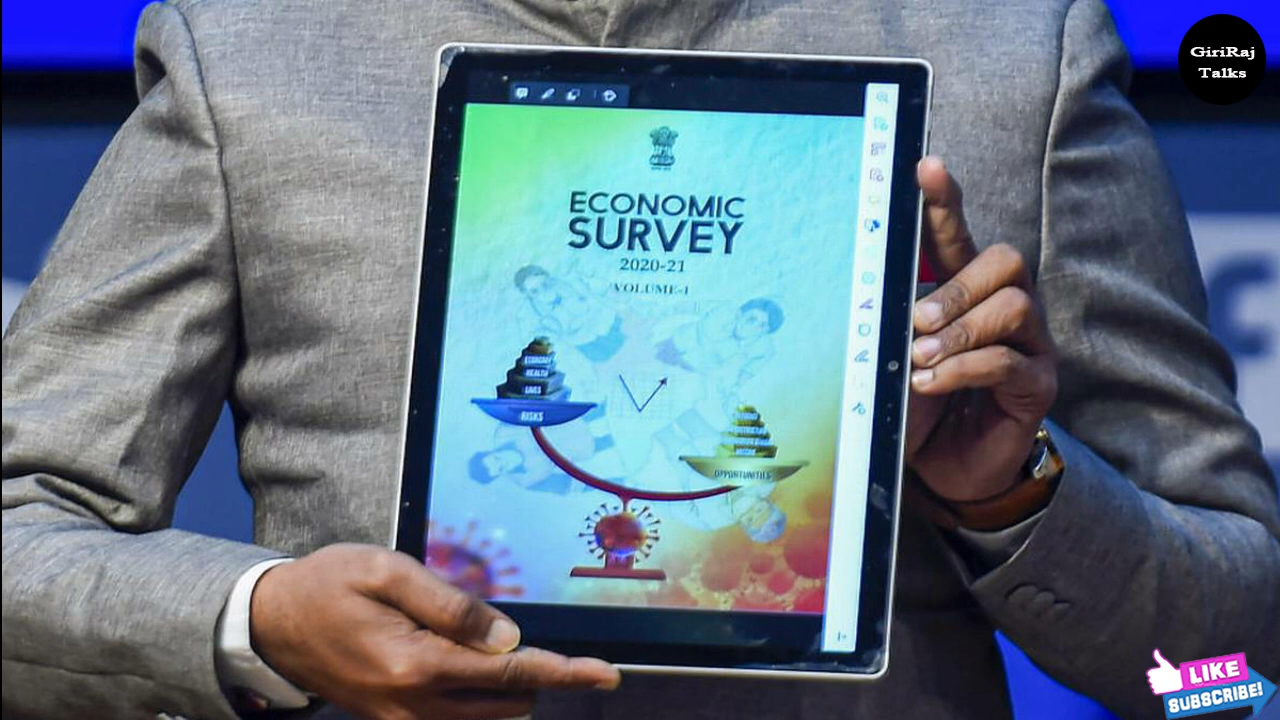 GiriRaj
Talks
ECONOMIC
SURVEY
2020-21
VOLUME-I
ECONOMY
HEALTH
LIVES
RISKS
OPPORTUNITIES
LIKE
SUBSCRIBE!